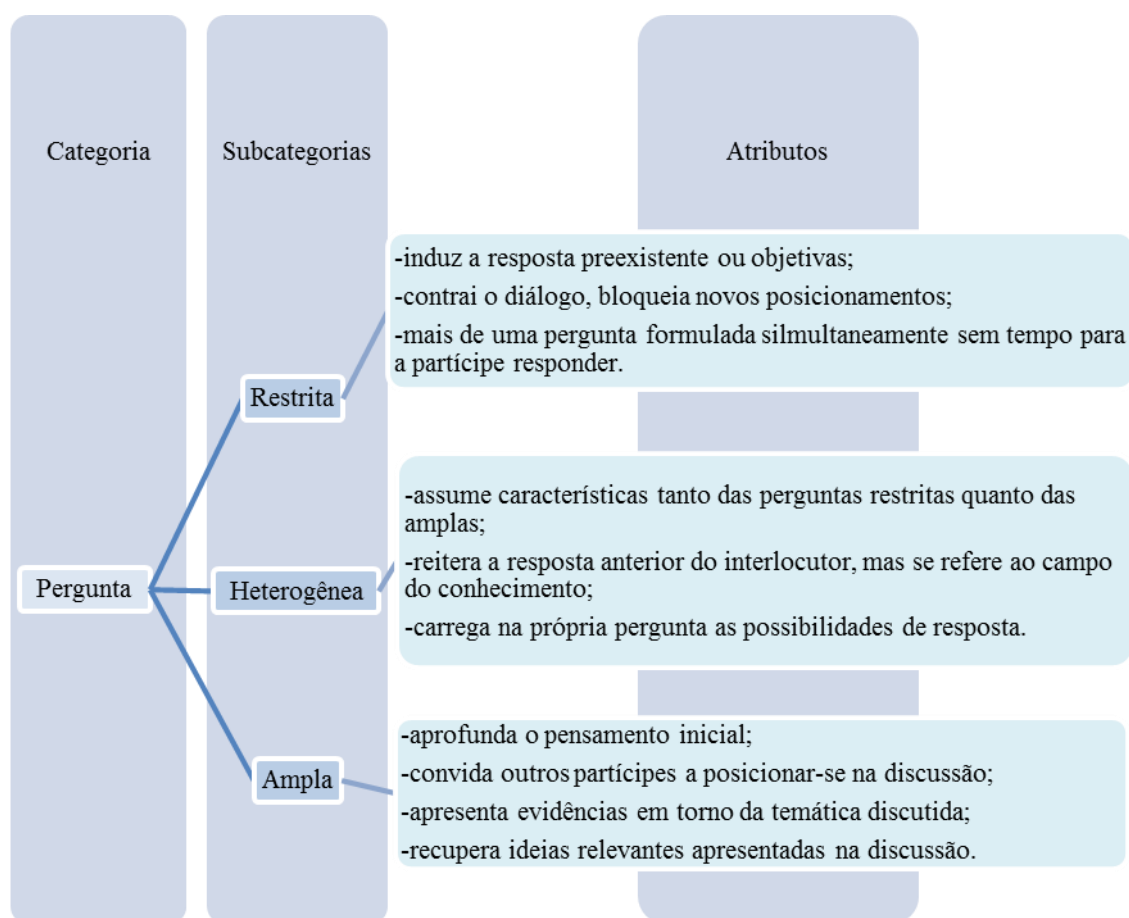 Categoria
Subcategorias
Atributos
-induz a resposta preexistente ou objetivas;
-contrai o diálogo, bloqueia novos posicionamentos;
-mais de uma pergunta formulada silmultaneamente sem tempo para
a partícipe responder.
Restrita
-assume características tanto das perguntas restritas quanto das
amplas;
-reitera a resposta anterior do interlocutor, mas se refere ao campo
do conhecimento;
-carrega na própria pergunta as possibilidades de resposta.
Pergunta
Heterogênea
-aprofunda o pensamento inicial;
-convida outros partícipes a posicionar-se na discussão;
-apresenta evidências em torno da temática discutida;
-recupera ideias relevantes apresentadas na discussão.
Ampla